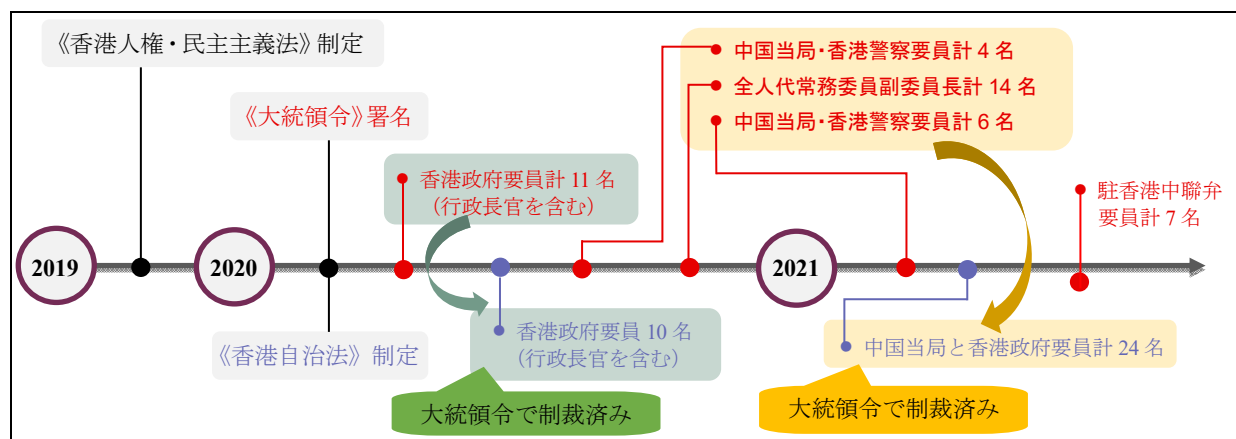 《香港人権・民主主義法》制定
《大統領令》署名
中国当局・香港警察要員計 4 名
全人代常務委員副委員長計 14 名
中国当局・香港警察要員計 6 名
香港政府要員計 11 名
（行政長官を含む）
駐香港中聯弁
要員計 7 名
2019
2020
2021
《香港自治法》制定
香港政府要員 10 名
（行政長官を含む）
中国当局と香港政府要員計 24 名
大統領令で制裁済み
大統領令で制裁済み